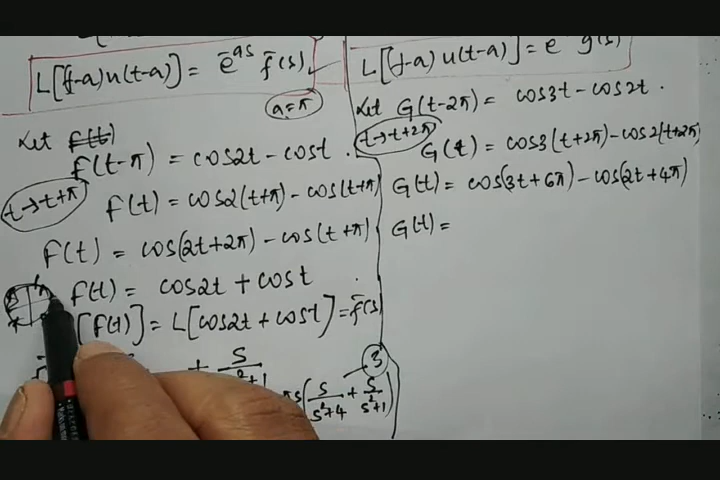 L[f-a)u(t-a)] = e^-as f̄(s)
a=π
Let f(t)
f(t-π) = cos2t - cost
t→t+π
f(t) = cos2(t+π) - cos(t+π)
f(t) = cos(2t+2π) - cos(t+π)
f(t) = cos2t + cost
[f(t)] = L[cos2t + cost] = f̄(s)
+ s/s²+1
s(s/s²+4 + s/s²+1)
3
L[f-a)u(t-a)] = e g(s)
Let G(t-2π) = cos3t - cos2t.
t→t+2π
G(t) = cos3(t+2π) - cos2(t+2π)
G(t) = cos(3t+6π) - cos(2t+4π)
G(t) =